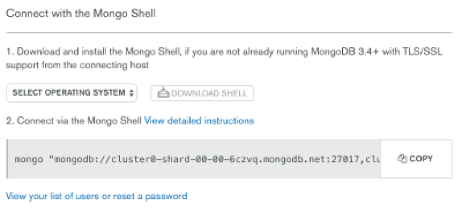 Connect with the Mongo Shell
1. Download and install the Mongo Shell, if you are not already running MongoDB 3.4+ with TLS/SSL
support from the connecting host
SELECT OPERATING SYSTEM
DOWNLOAD SHELL
2. Connect via the Mongo Shell View detailed instructions
mongo "mongodb://cluster0-shard-00-00-6czvq.mongodb.net:27017,clu
COPY
View your list of users or reset a password